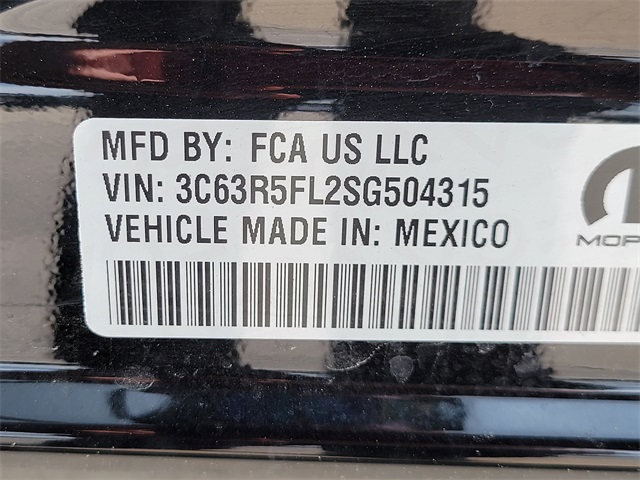 MFD BY: FCA US LLC
VIN: 3C63R5FL2SG504315
VEHICLE MADE IN: MEXICO